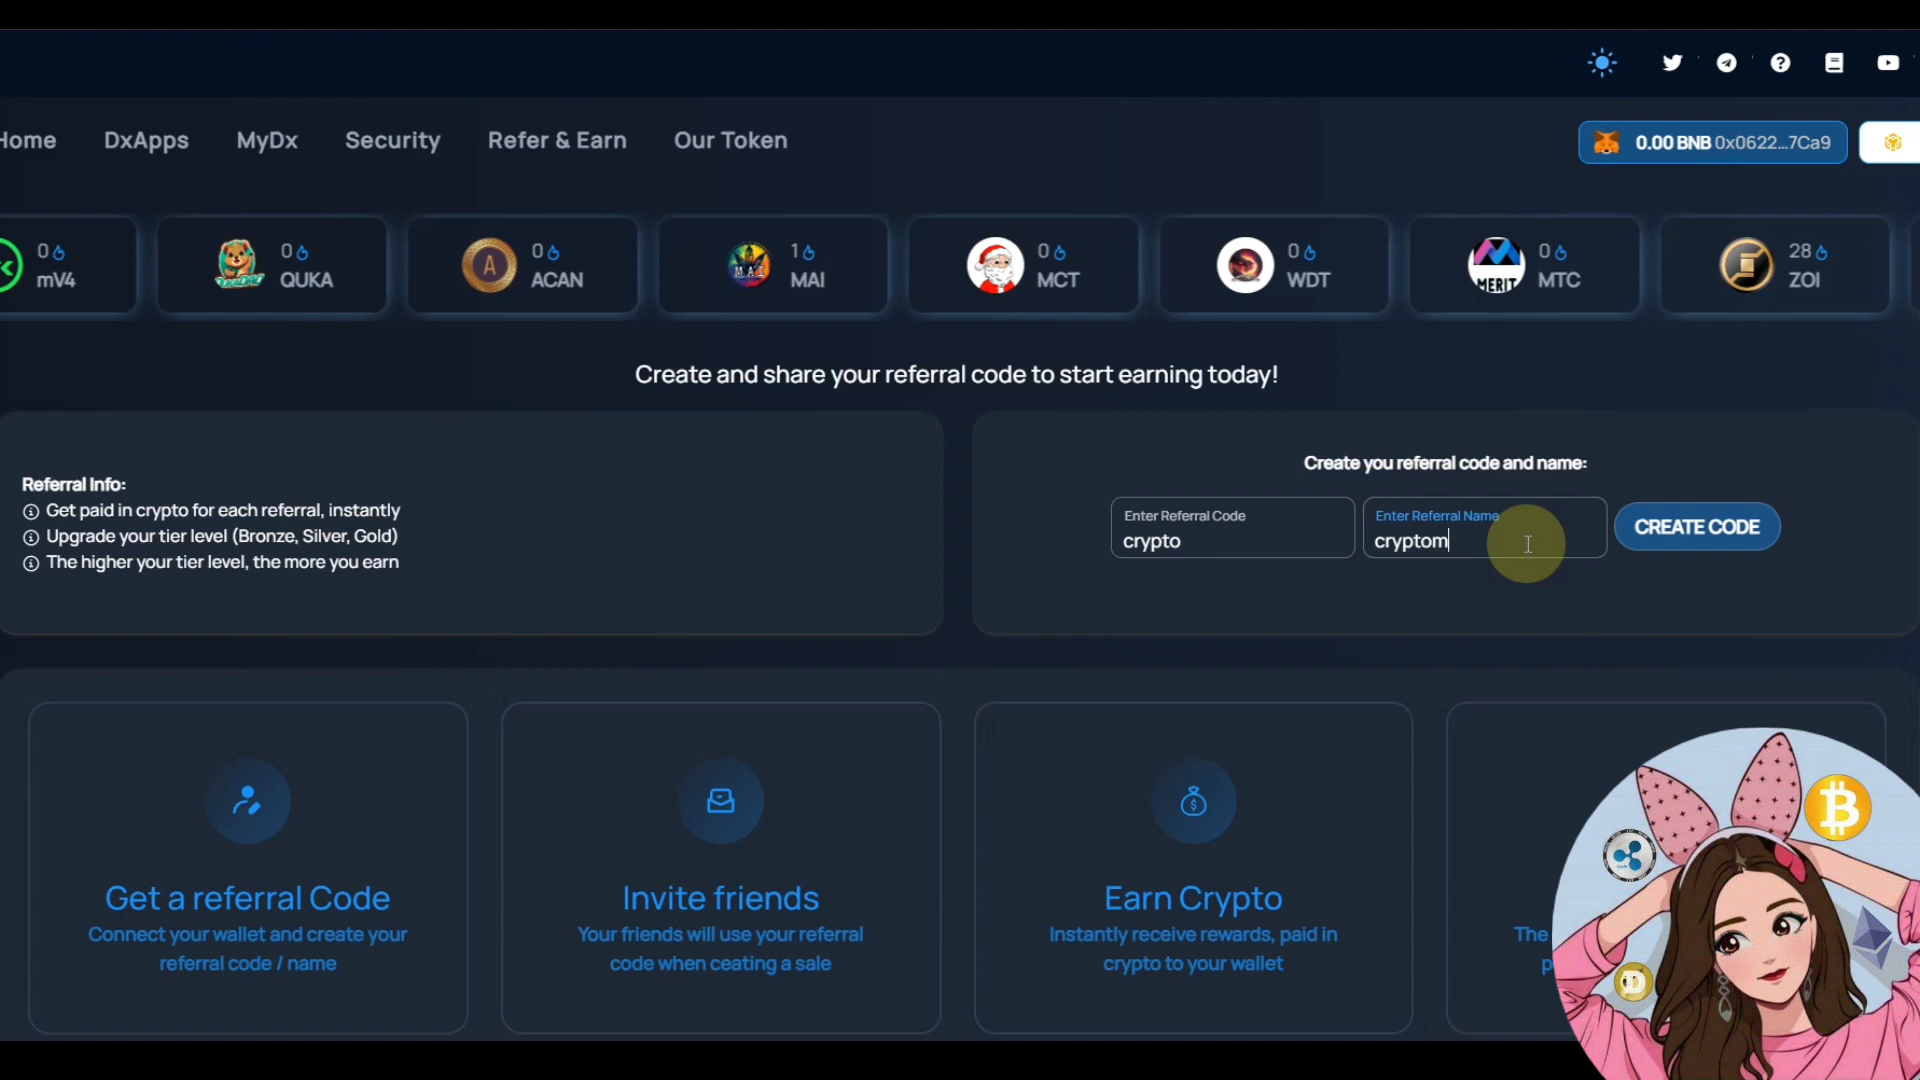 Home DxApps MyDx Security Refer & Earn Our Token
0.00 BNB 0x0622...7Ca9
0 mV4
0 QUKA
0 ACAN
MAI 1 MAI
0 MCT
0 WDT
MERIT 0 MTC
28 ZOI
Create and share your referral code to start earning today!
Referral Info:
Get paid in crypto for each referral, instantly
Upgrade your tier level (Bronze, Silver, Gold)
The higher your tier level, the more you earn
Create you referral code and name:
Enter Referral Code
crypto
Enter Referral Name
cryptom
CREATE CODE
Get a referral Code
Connect your wallet and create your
referral code / name
Invite friends
Your friends will use your referral
code when ceating a sale
Earn Crypto
Instantly receive rewards, paid in
crypto to your wallet
The